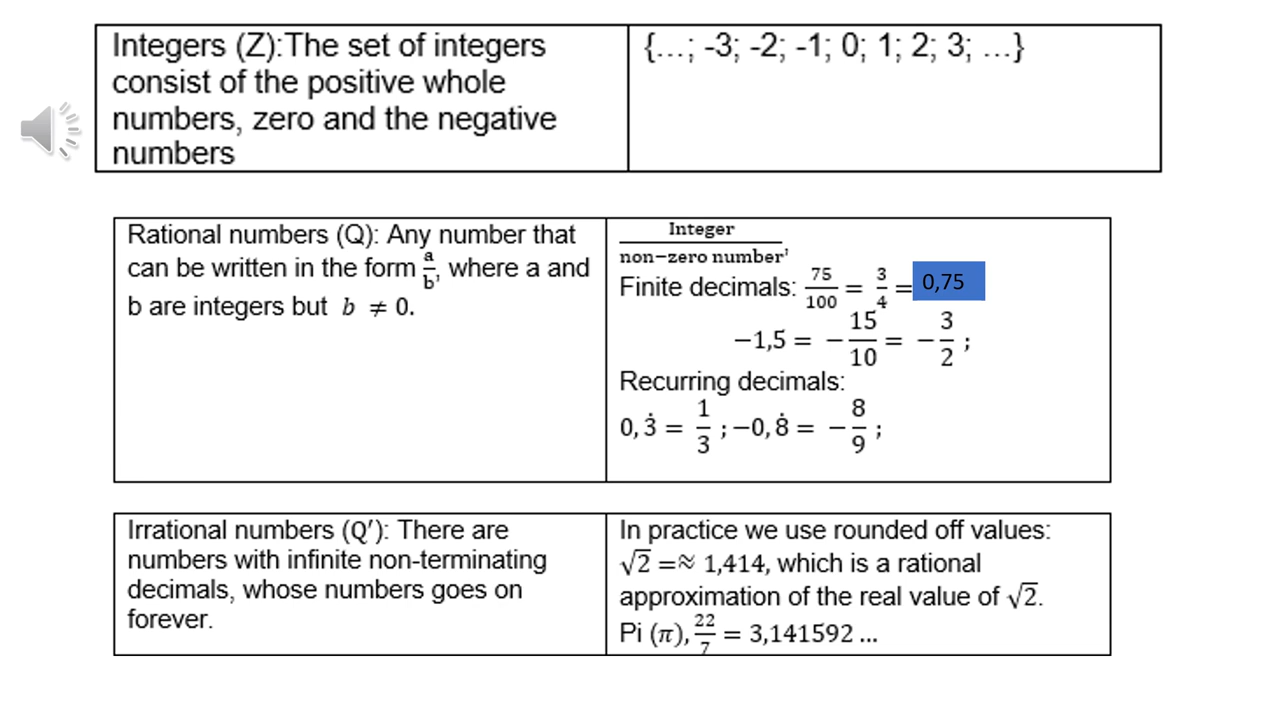 Integers (Z):The set of integers
consist of the positive whole
numbers, zero and the negative
numbers
{...; -3; -2; -1; 0; 1; 2; 3; ...}
Rational numbers (Q): Any number that
can be written in the form a/b, where a and
b are integers but b ≠ 0.
Integer/non−zero number,
Finite decimals: 75/100 = 3/4 = 0,75
−1,5 = −15/10 = −3/2 ;
Recurring decimals:
0,3̇ = 1/3 ; −0,8̇ = −8/9 ;
Irrational numbers (Q′): There are
numbers with infinite non-terminating
decimals, whose numbers goes on
forever.
In practice we use rounded off values:
√2 =≈ 1,414, which is a rational
approximation of the real value of √2.
Pi (π), 22/7 = 3,141592 ...